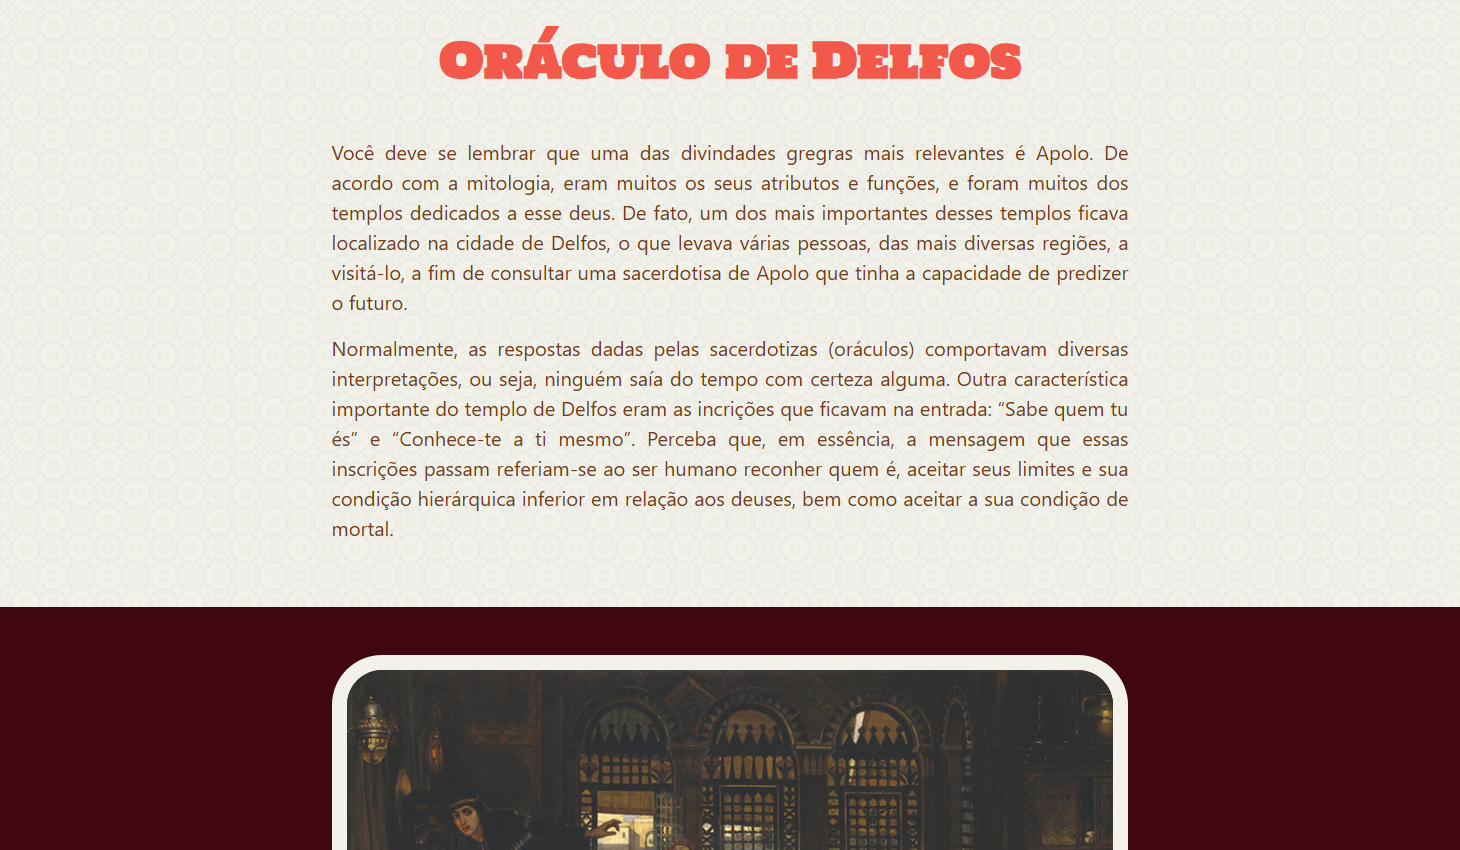 Oráculo de Delfos
Você deve se lembrar que uma das divindades gregras mais relevantes é Apolo. De
acordo com a mitologia, eram muitos os seus atributos e funções, e foram muitos dos
templos dedicados a esse deus. De fato, um dos mais importantes desses templos ficava
localizado na cidade de Delfos, o que levava várias pessoas, das mais diversas regiões, a
visitá-lo, a fim de consultar uma sacerdotisa de Apolo que tinha a capacidade de predizer
o futuro.
Normalmente, as respostas dadas pelas sacerdotizas (oráculos) comportavam diversas
interpretações, ou seja, ninguém saía do tempo com certeza alguma. Outra característica
importante do templo de Delfos eram as incrições que ficavam na entrada: “Sabe quem tu
és” e “Conhece-te a ti mesmo”. Perceba que, em essência, a mensagem que essas
inscrições passam referiam-se ao ser humano reconher quem é, aceitar seus limites e sua
condição hierárquica inferior em relação aos deuses, bem como aceitar a sua condição de
mortal.